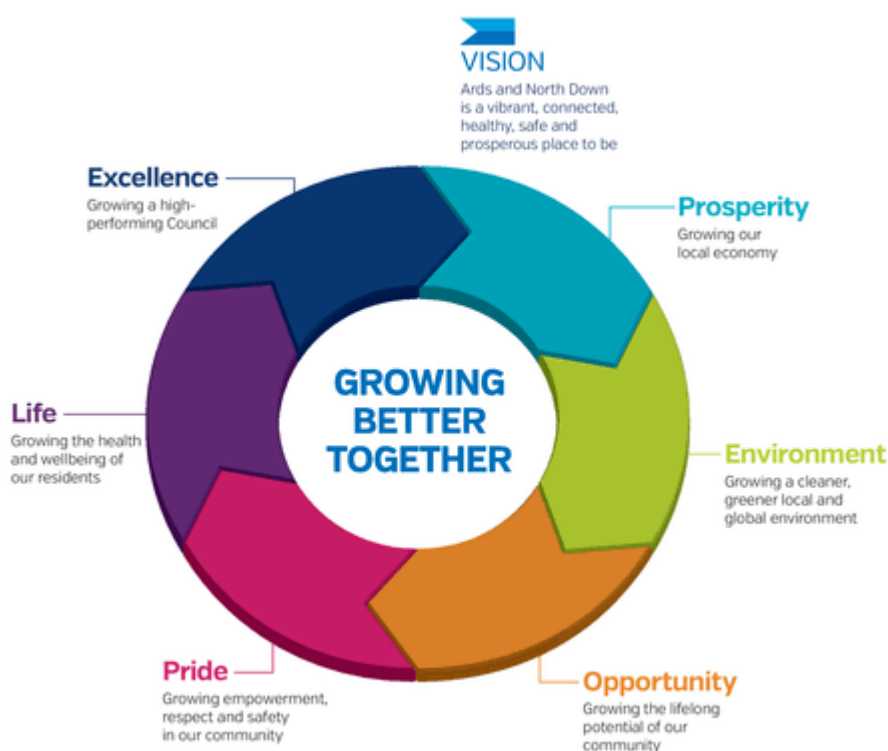 VISION
Ards and North Down
is a vibrant, connected,
healthy, safe and
prosperous place to be
Excellence
Growing a high-
performing Council
Prosperity
Growing our
local economy
GROWING
BETTER
TOGETHER
Life
Growing the health
and wellbeing of
our residents
Environment
Growing a cleaner,
greener local and
global environment
Pride
Growing empowerment,
respect and safety
in our community
Opportunity
Growing the lifelong
potential of our
community